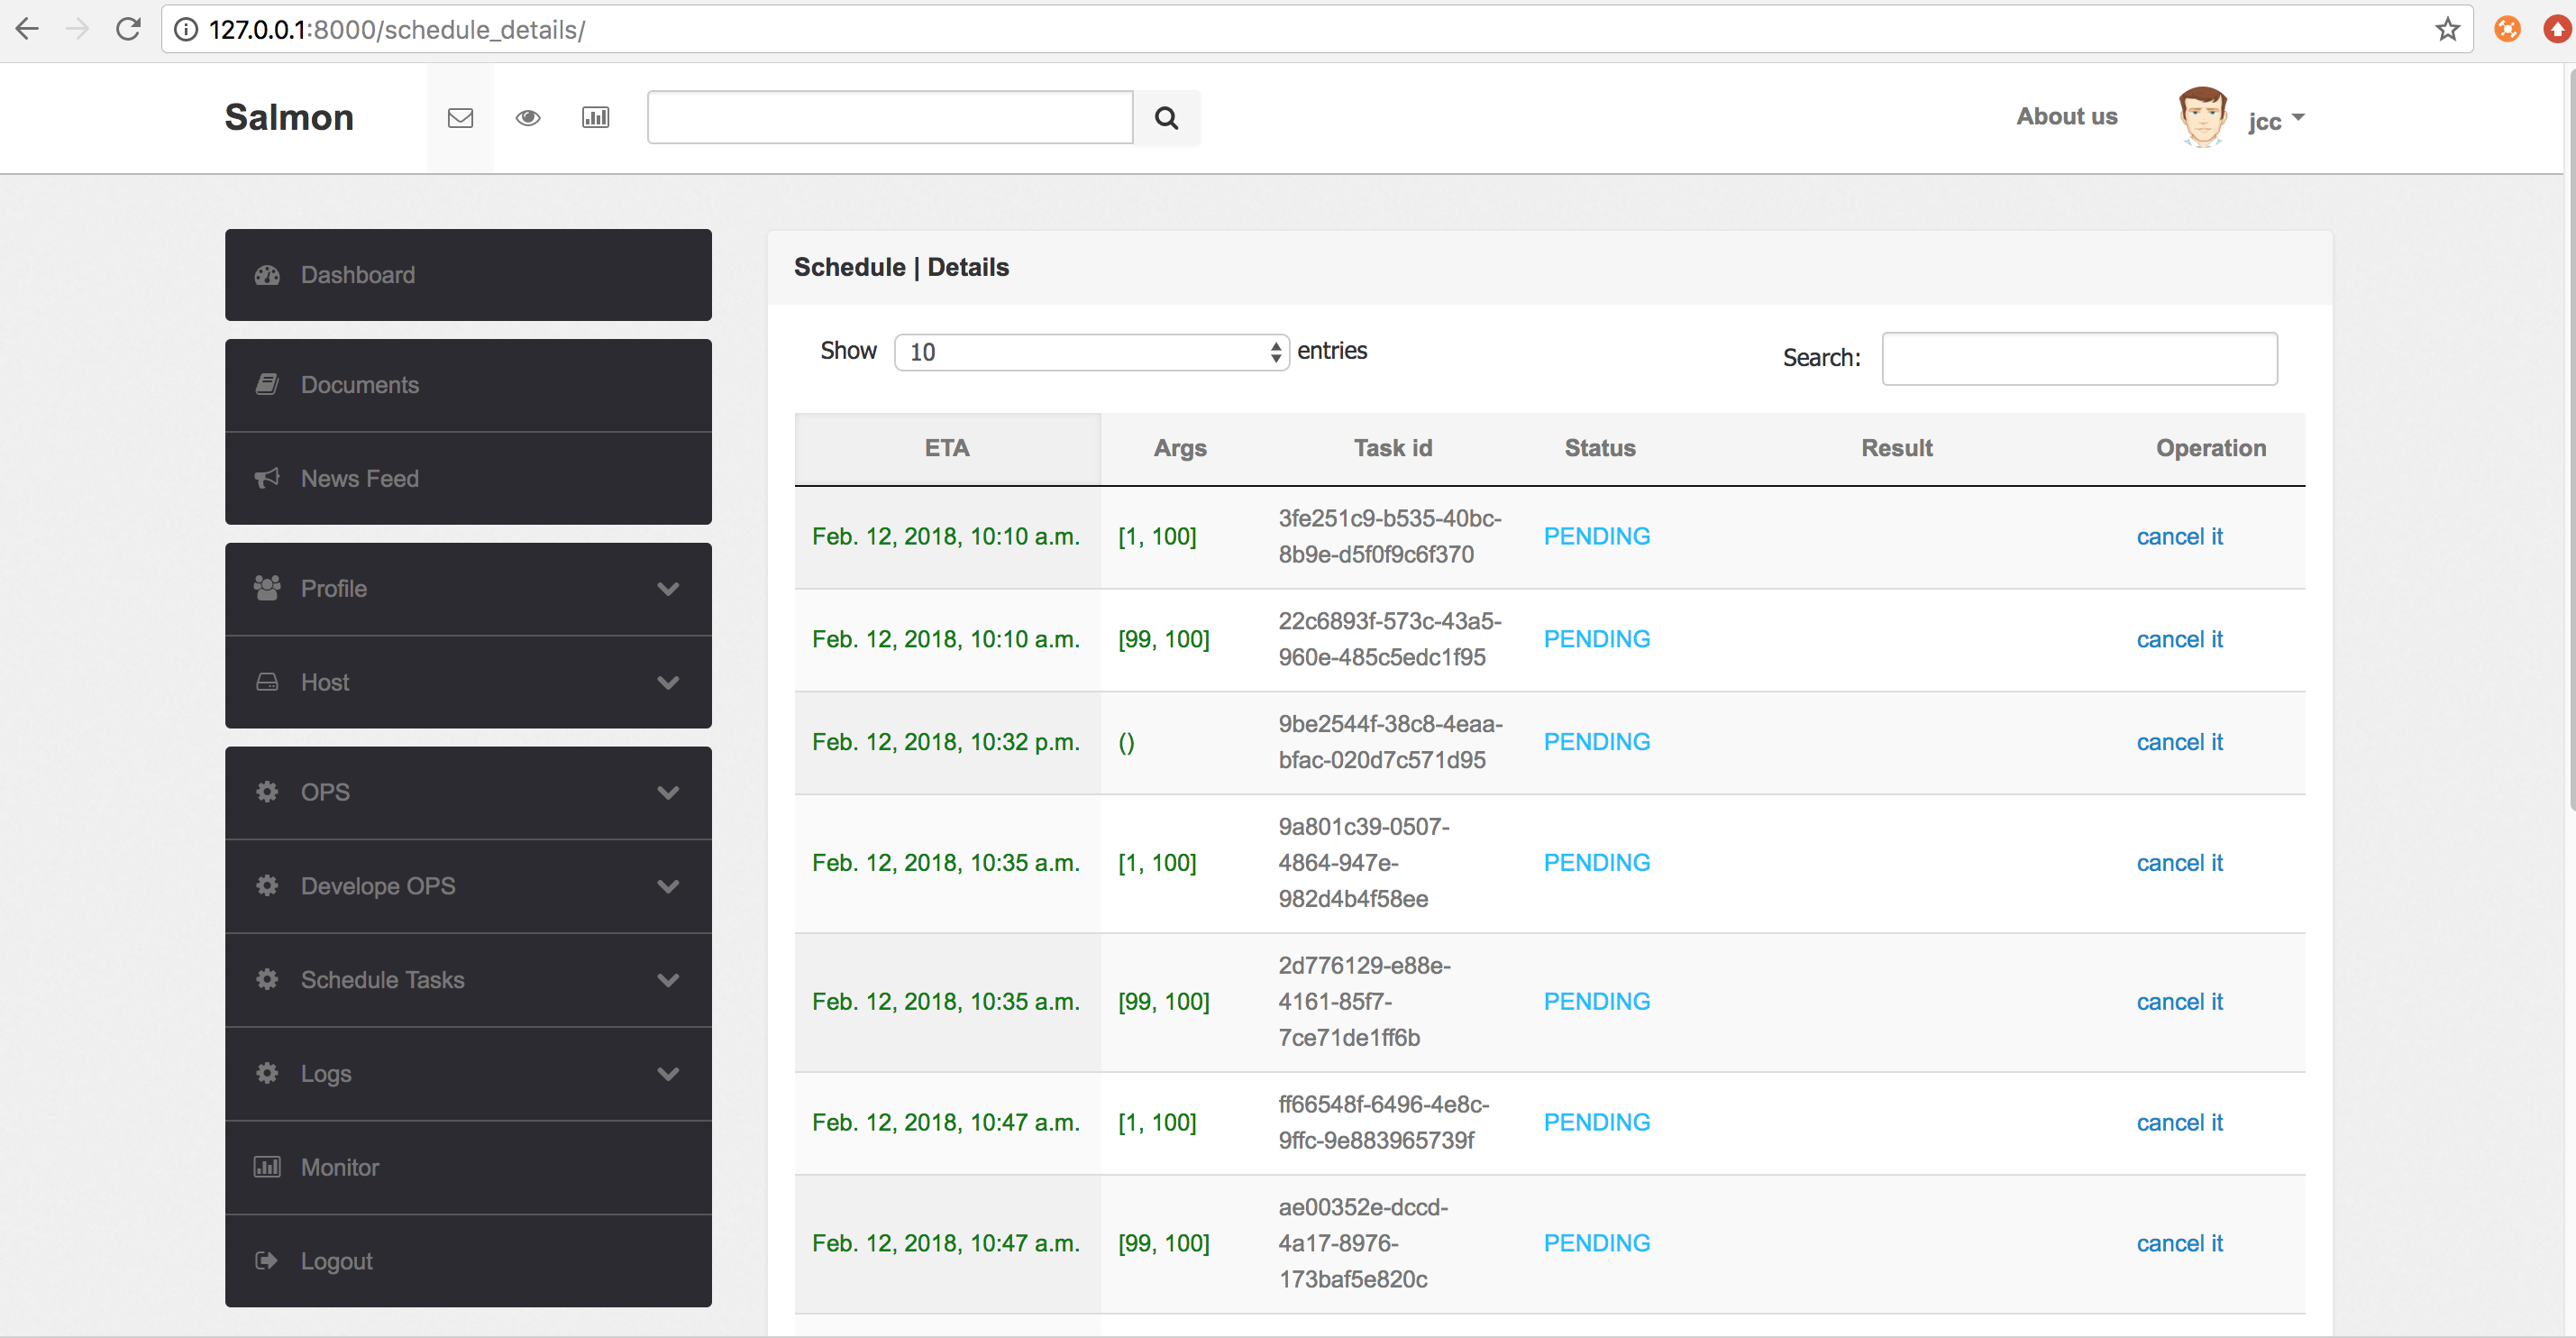 127.0.0.1:8000/schedule_details/
Salmon
About us
jcc
Dashboard
Documents
News Feed
Profile
Host
OPS
Develope OPS
Schedule Tasks
Logs
Monitor
Logout
Schedule | Details
Show 10 entries
Search:
ETA Args Task id Status Result Operation
Feb. 12, 2018, 10:10 a.m. [1, 100] 3fe251c9-b535-40bc- PENDING cancel it
8b9e-d5f0f9c6f370
Feb. 12, 2018, 10:10 a.m. [99, 100] 22c6893f-573c-43a5- PENDING cancel it
960e-485c5edc1f95
Feb. 12, 2018, 10:32 p.m. () 9be2544f-38c8-4eaa- PENDING cancel it
bfac-020d7c571d95
Feb. 12, 2018, 10:35 a.m. [1, 100] 9a801c39-0507- PENDING cancel it
4864-947e-
982d4b4f58ee
Feb. 12, 2018, 10:35 a.m. [99, 100] 2d776129-e88e- PENDING cancel it
4161-85f7-
7ce71de1ff6b
Feb. 12, 2018, 10:47 a.m. [1, 100] ff66548f-6496-4e8c- PENDING cancel it
9ffc-9e883965739f
Feb. 12, 2018, 10:47 a.m. [99, 100] ae00352e-dccd- PENDING cancel it
4a17-8976-
173baf5e820c